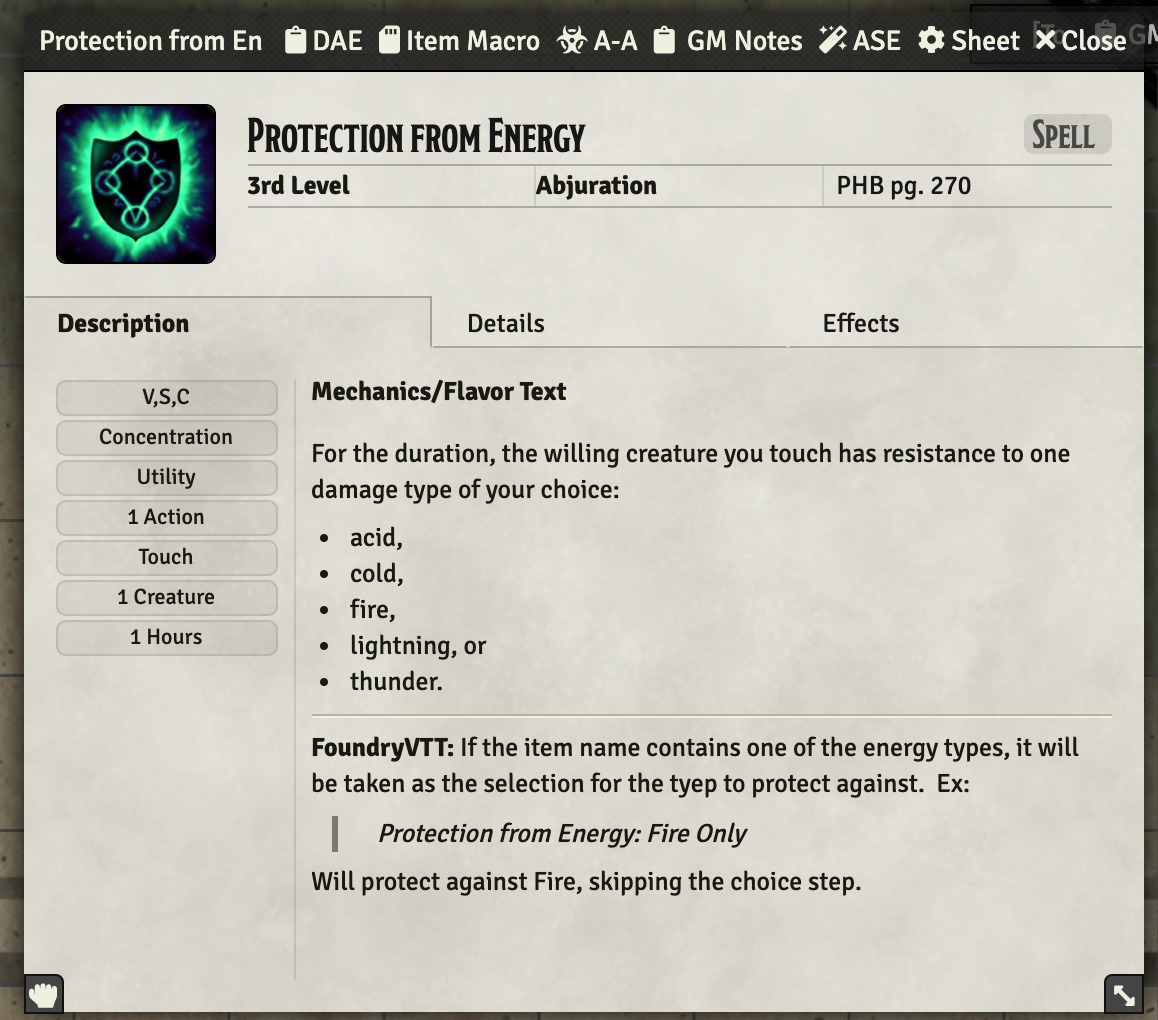 Protection from En DAE Item Macro A-A GM Notes ASE Sheet Close GM
Protection from Energy
Spell
3rd Level Abjuration PHB pg. 270
Description Details Effects
V,S,C
Concentration
Utility
1 Action
Touch
1 Creature
1 Hours
Mechanics/Flavor Text
For the duration, the willing creature you touch has resistance to one
damage type of your choice:
• acid,
• cold,
• fire,
• lightning, or
• thunder.
FoundryVTT: If the item name contains one of the energy types, it will
be taken as the selection for the tyep to protect against. Ex:
Protection from Energy: Fire Only
Will protect against Fire, skipping the choice step.